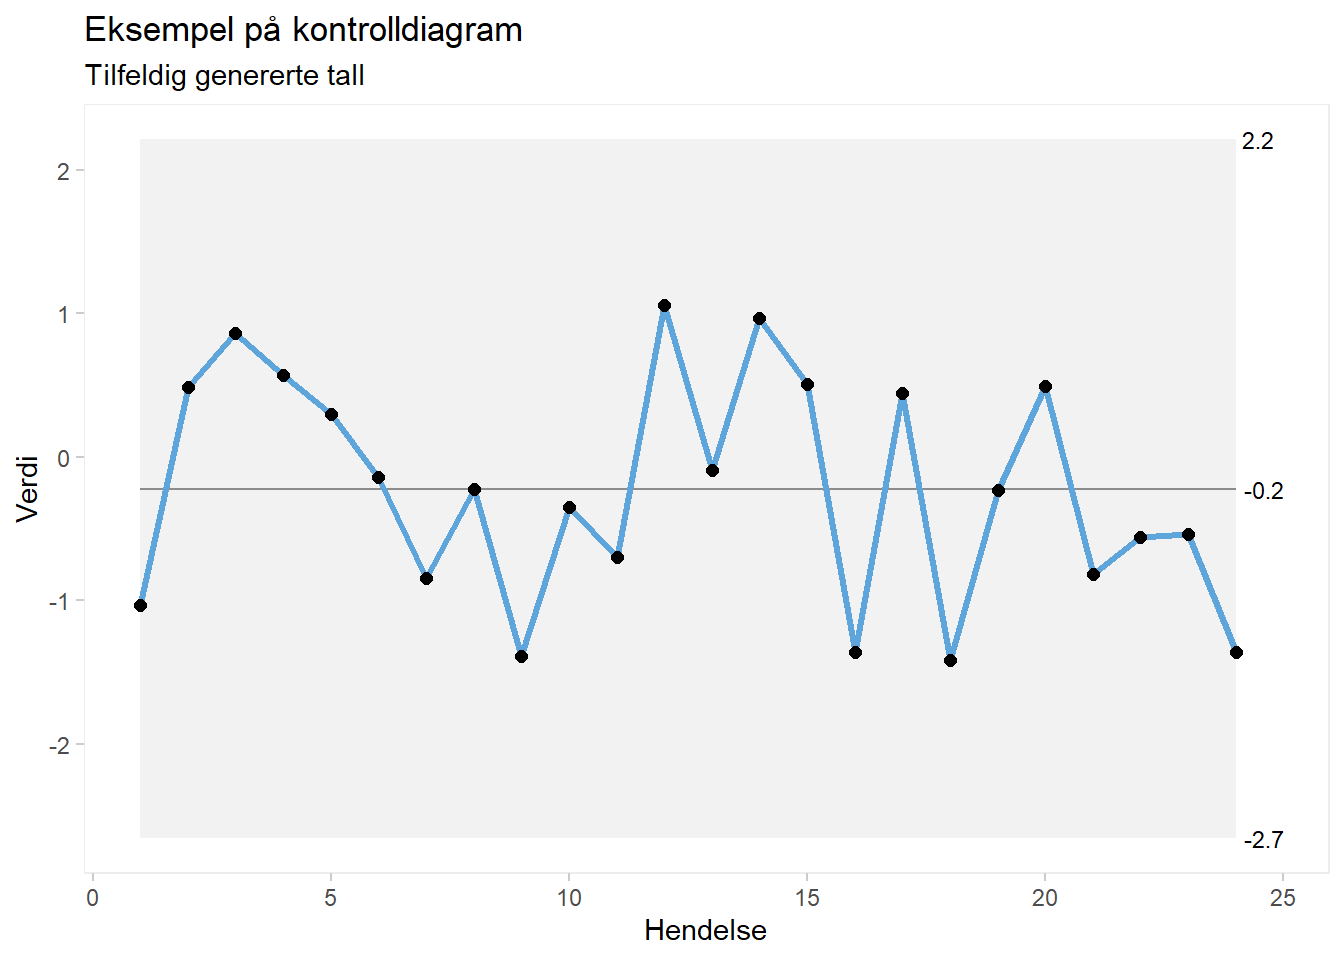 Eksempel på kontrolldiagram
Tilfeldig genererte tall
2.2
2
1
0
-0.2
-1
-2
-2.7
Verdi
0 5 10 15 20 25
Hendelse